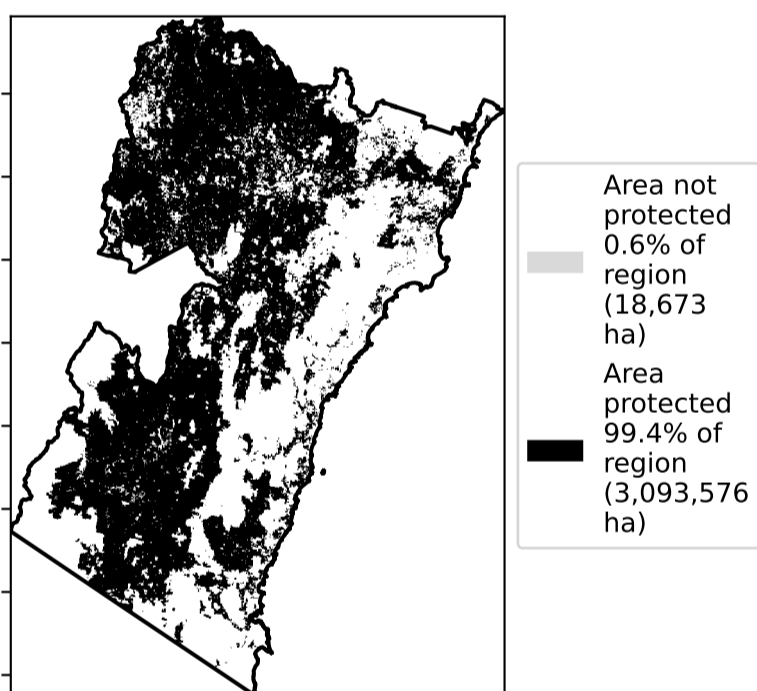 Area not
protected
0.6% of
region
(18,673
ha)
Area
protected
99.4% of
region
(3,093,576
ha)